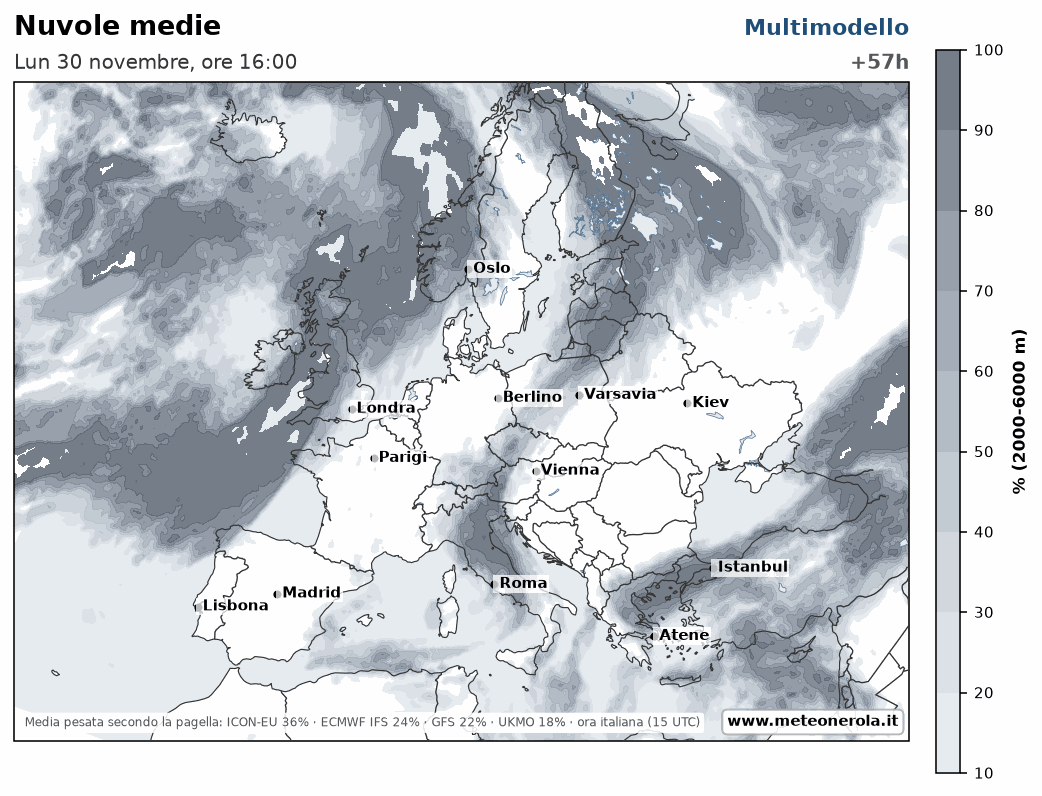 Nuvole medie
Multimodello
Lun 30 novembre, ore 16:00
+57h
Oslo
Londra
Berlino
Varsavia
Kiev
Parigi
Vienna
Istanbul
Roma
Madrid
Lisbona
Atene
Media pesata secondo la pagella: ICON-EU 36% · ECMWF IFS 24% · GFS 22% · UKMO 18% · ora italiana (15 UTC)
www.meteonerola.it
100
90
80
70
60
50
40
30
20
10
% (2000-6000 m)